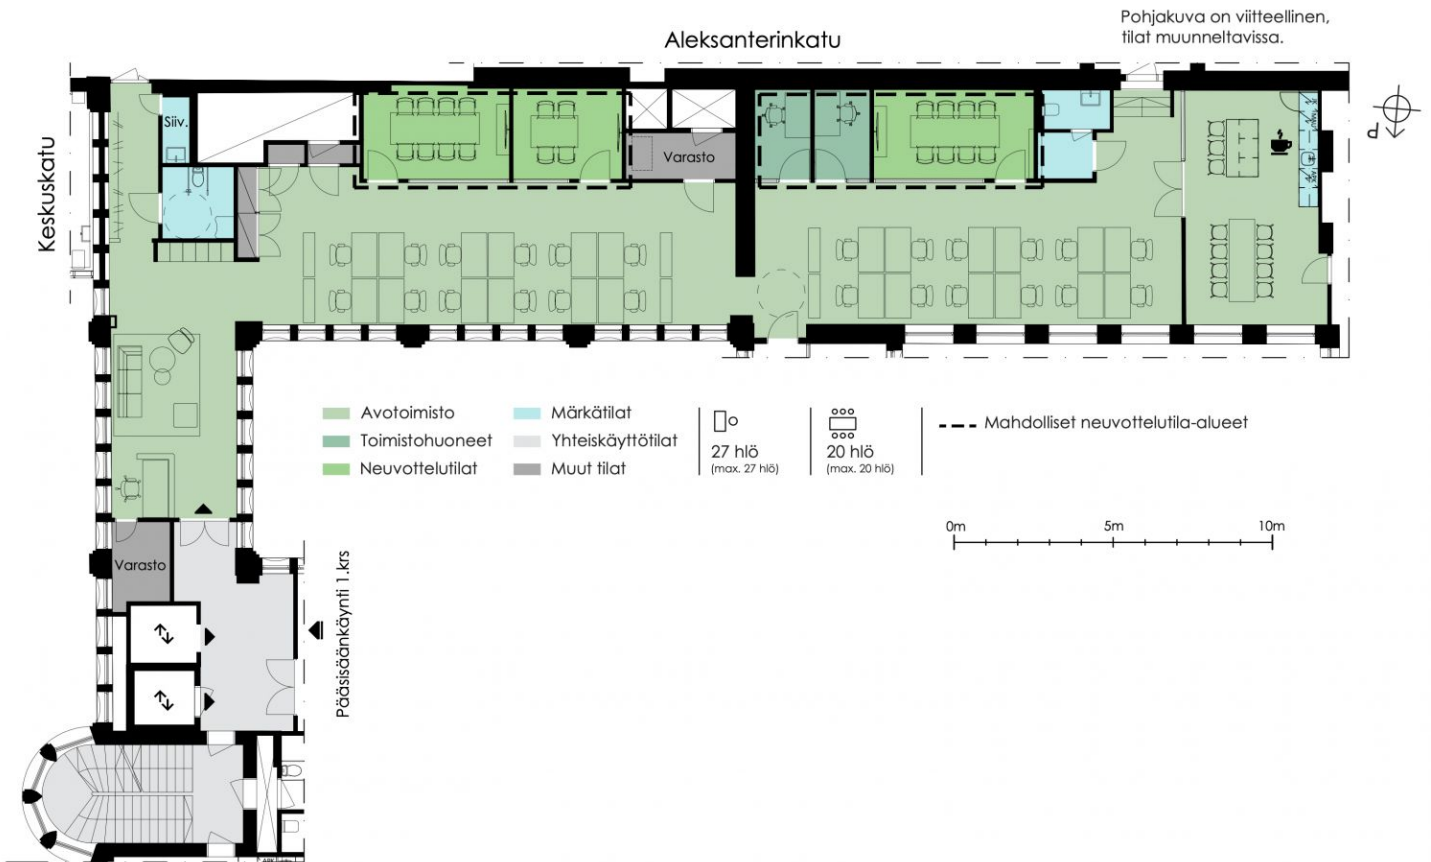 Pohjakuva on viitteellinen,
tilat muunneltavissa.
Aleksanterinkatu
Keskuskatu
Siiv.
Varasto
P
Avotoimisto
Toimistohuoneet
Neuvottelutilat
Märkätilat
Yhteiskäyttötilat
Muut tilat
27 hlö
(max. 27 hlö)
20 hlö
(max. 20 hlö)
Mahdolliset neuvottelutila-alueet
0m
5m
10m
Varasto
Pääsisäänkäynti 1.krs